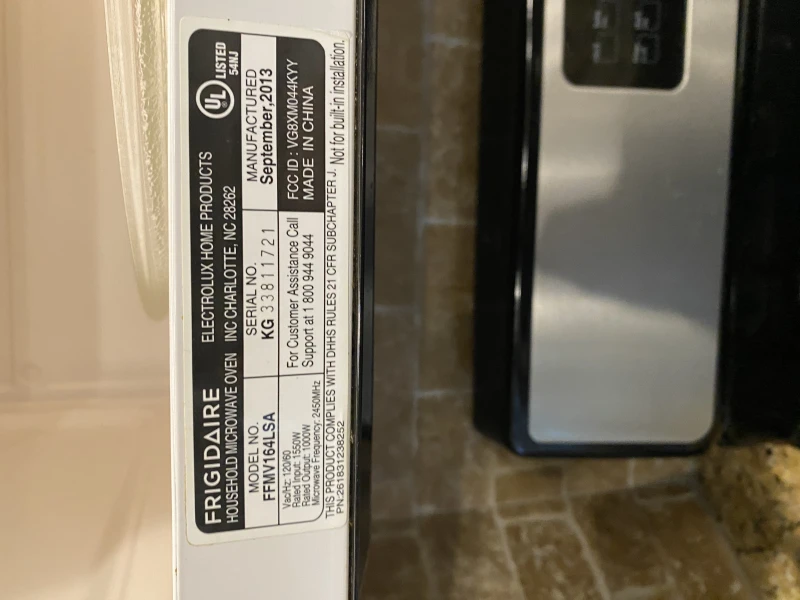 FRIGIDAIRE
HOUSEHOLD MICROWAVE OVEN
ELECTROLUX HOME PRODUCTS
INC CHARLOTTE, NC 28262
UL LISTED
54NJ
MODEL NO.
FFMV164LSA
SERIAL NO.
KG 33811721
MANUFACTURED
September,2013
Vac/Hz: 120/60
Rated Input: 1550W
Rated Output: 1000W
Microwave Frequency: 2450MHz
For Customer Assistance Call
Support at 1 800 944 9044
FCC ID : VG8XM044KYY
MADE IN CHINA
THIS PRODUCT COMPLIES WITH DHHS RULES 21 CFR SUBCHAPTER J. Not for built-in installation.
PN:261831238252